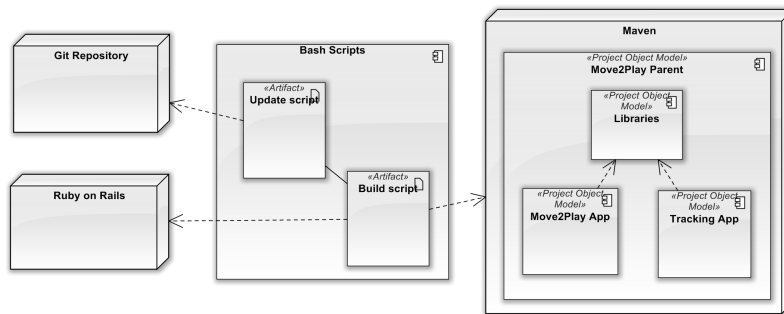 Git Repository
Ruby on Rails
Bash Scripts
«Artifact»
Update script
«Artifact»
Build script
Maven
«Project Object Model»
Move2Play Parent
«Project Object
Model»
Libraries
«Project Object
Model»
Move2Play App
«Project Object
Model»
Tracking App